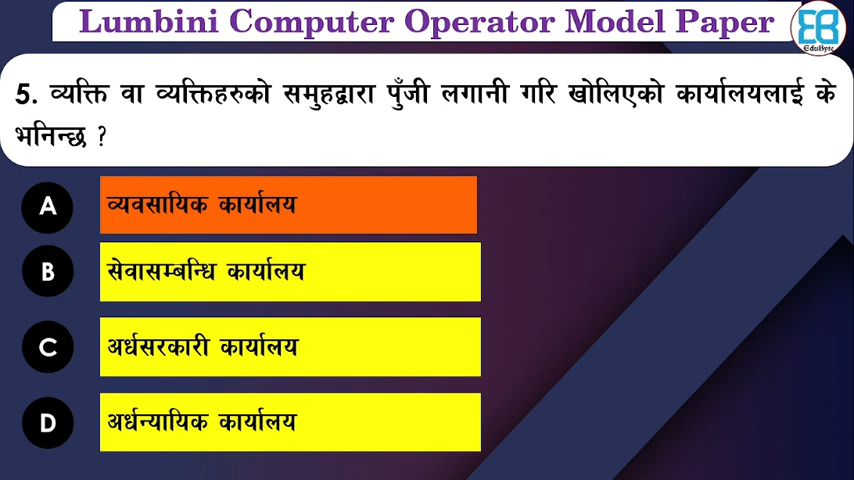 Lumbini Computer Operator Model Paper
EduByte
5. व्यक्ति वा व्यक्तिहरुको समुहद्वारा पुँजी लगानी गरि खोलिएको कार्यालयलाई के
भनिन्छ ?
A व्यवसायिक कार्यालय
B सेवासम्बन्धि कार्यालय
C अर्धसरकारी कार्यालय
D अर्धन्यायिक कार्यालय